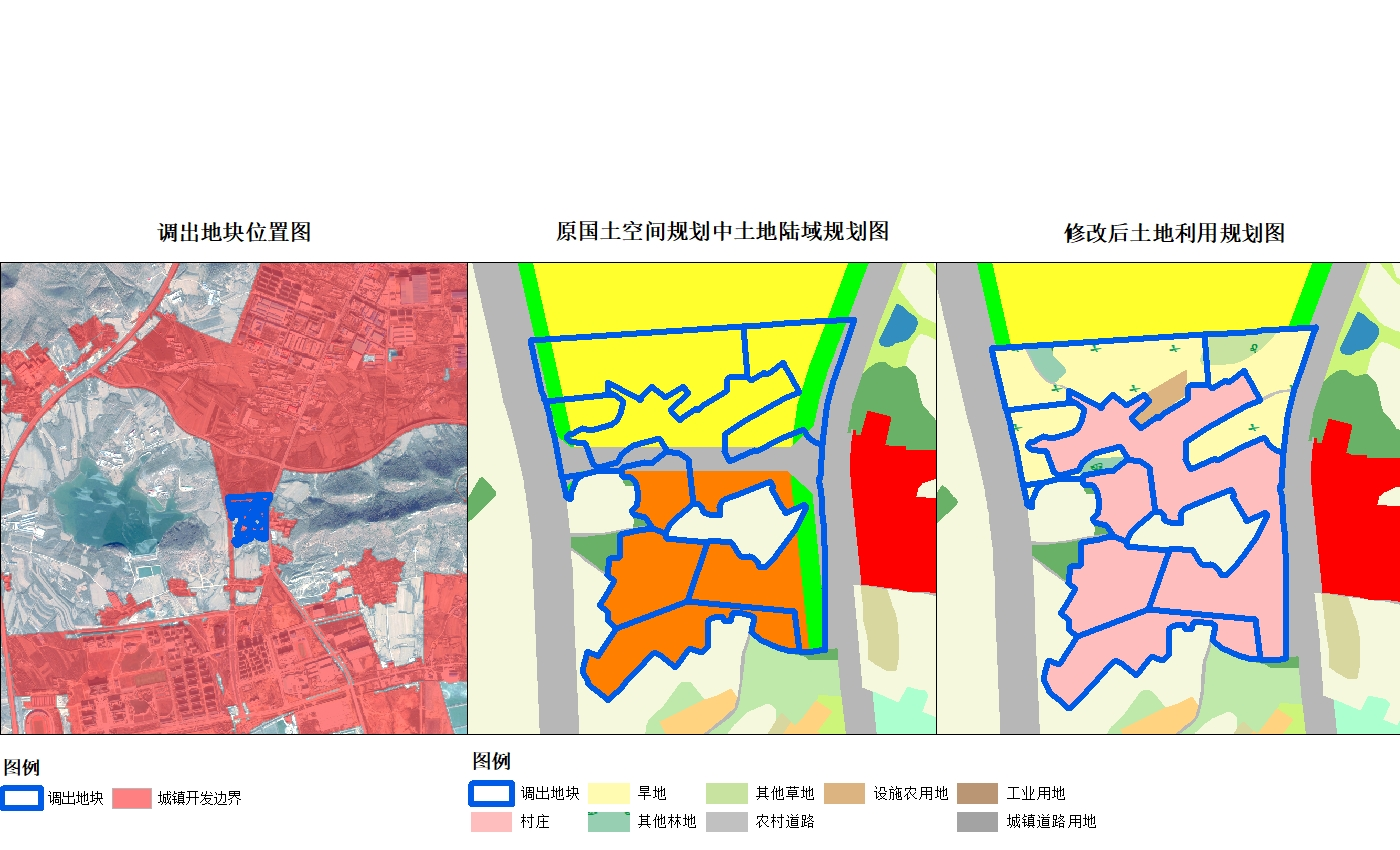 调出地块位置图
原国土空间规划中土地陆域规划图
修改后土地利用规划图
图例
调出地块
城镇开发边界
图例
调出地块
旱地
其他草地
设施农用地
工业用地
村庄
其他林地
农村道路
城镇道路用地